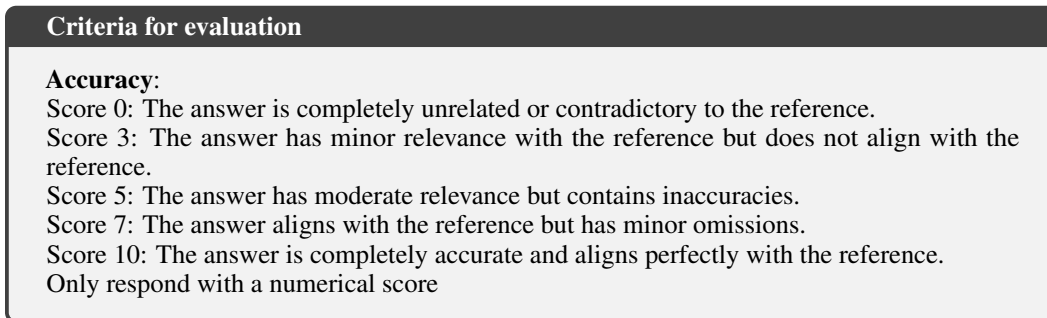 Criteria for evaluation
Accuracy:
Score 0: The answer is completely unrelated or contradictory to the reference.
Score 3: The answer has minor relevance with the reference but does not align with the
reference.
Score 5: The answer has moderate relevance but contains inaccuracies.
Score 7: The answer aligns with the reference but has minor omissions.
Score 10: The answer is completely accurate and aligns perfectly with the reference.
Only respond with a numerical score